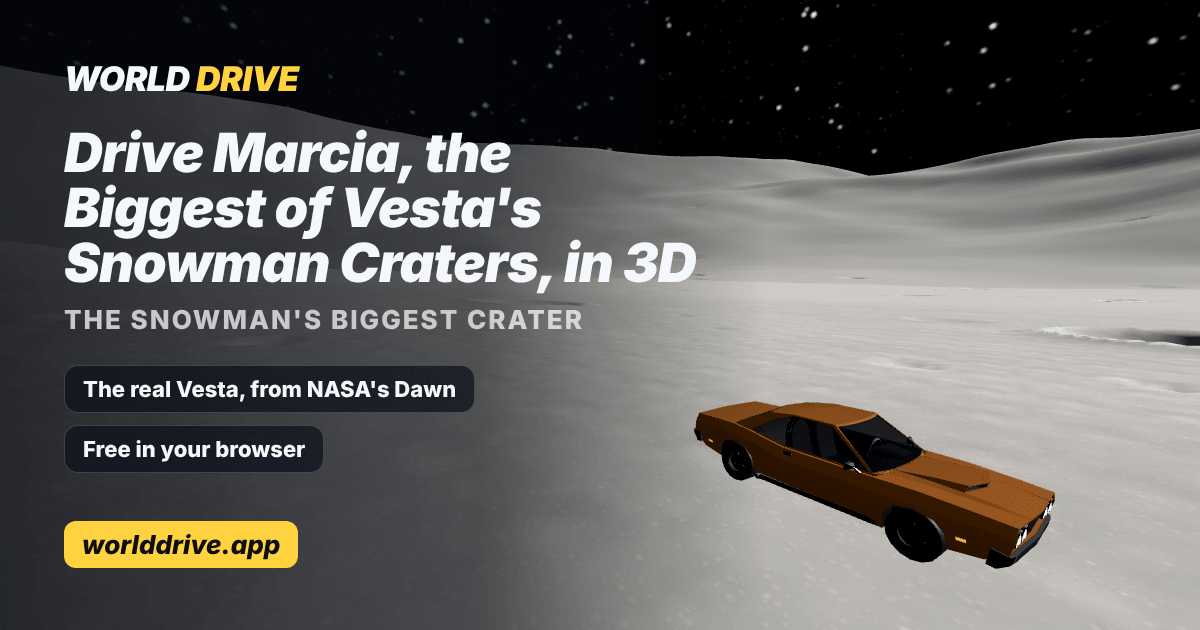 WORLD DRIVE
Drive Marcia, the
Biggest of Vesta's
Snowman Craters, in 3D
THE SNOWMAN'S BIGGEST CRATER
The real Vesta, from NASA's Dawn
Free in your browser
worlddrive.app